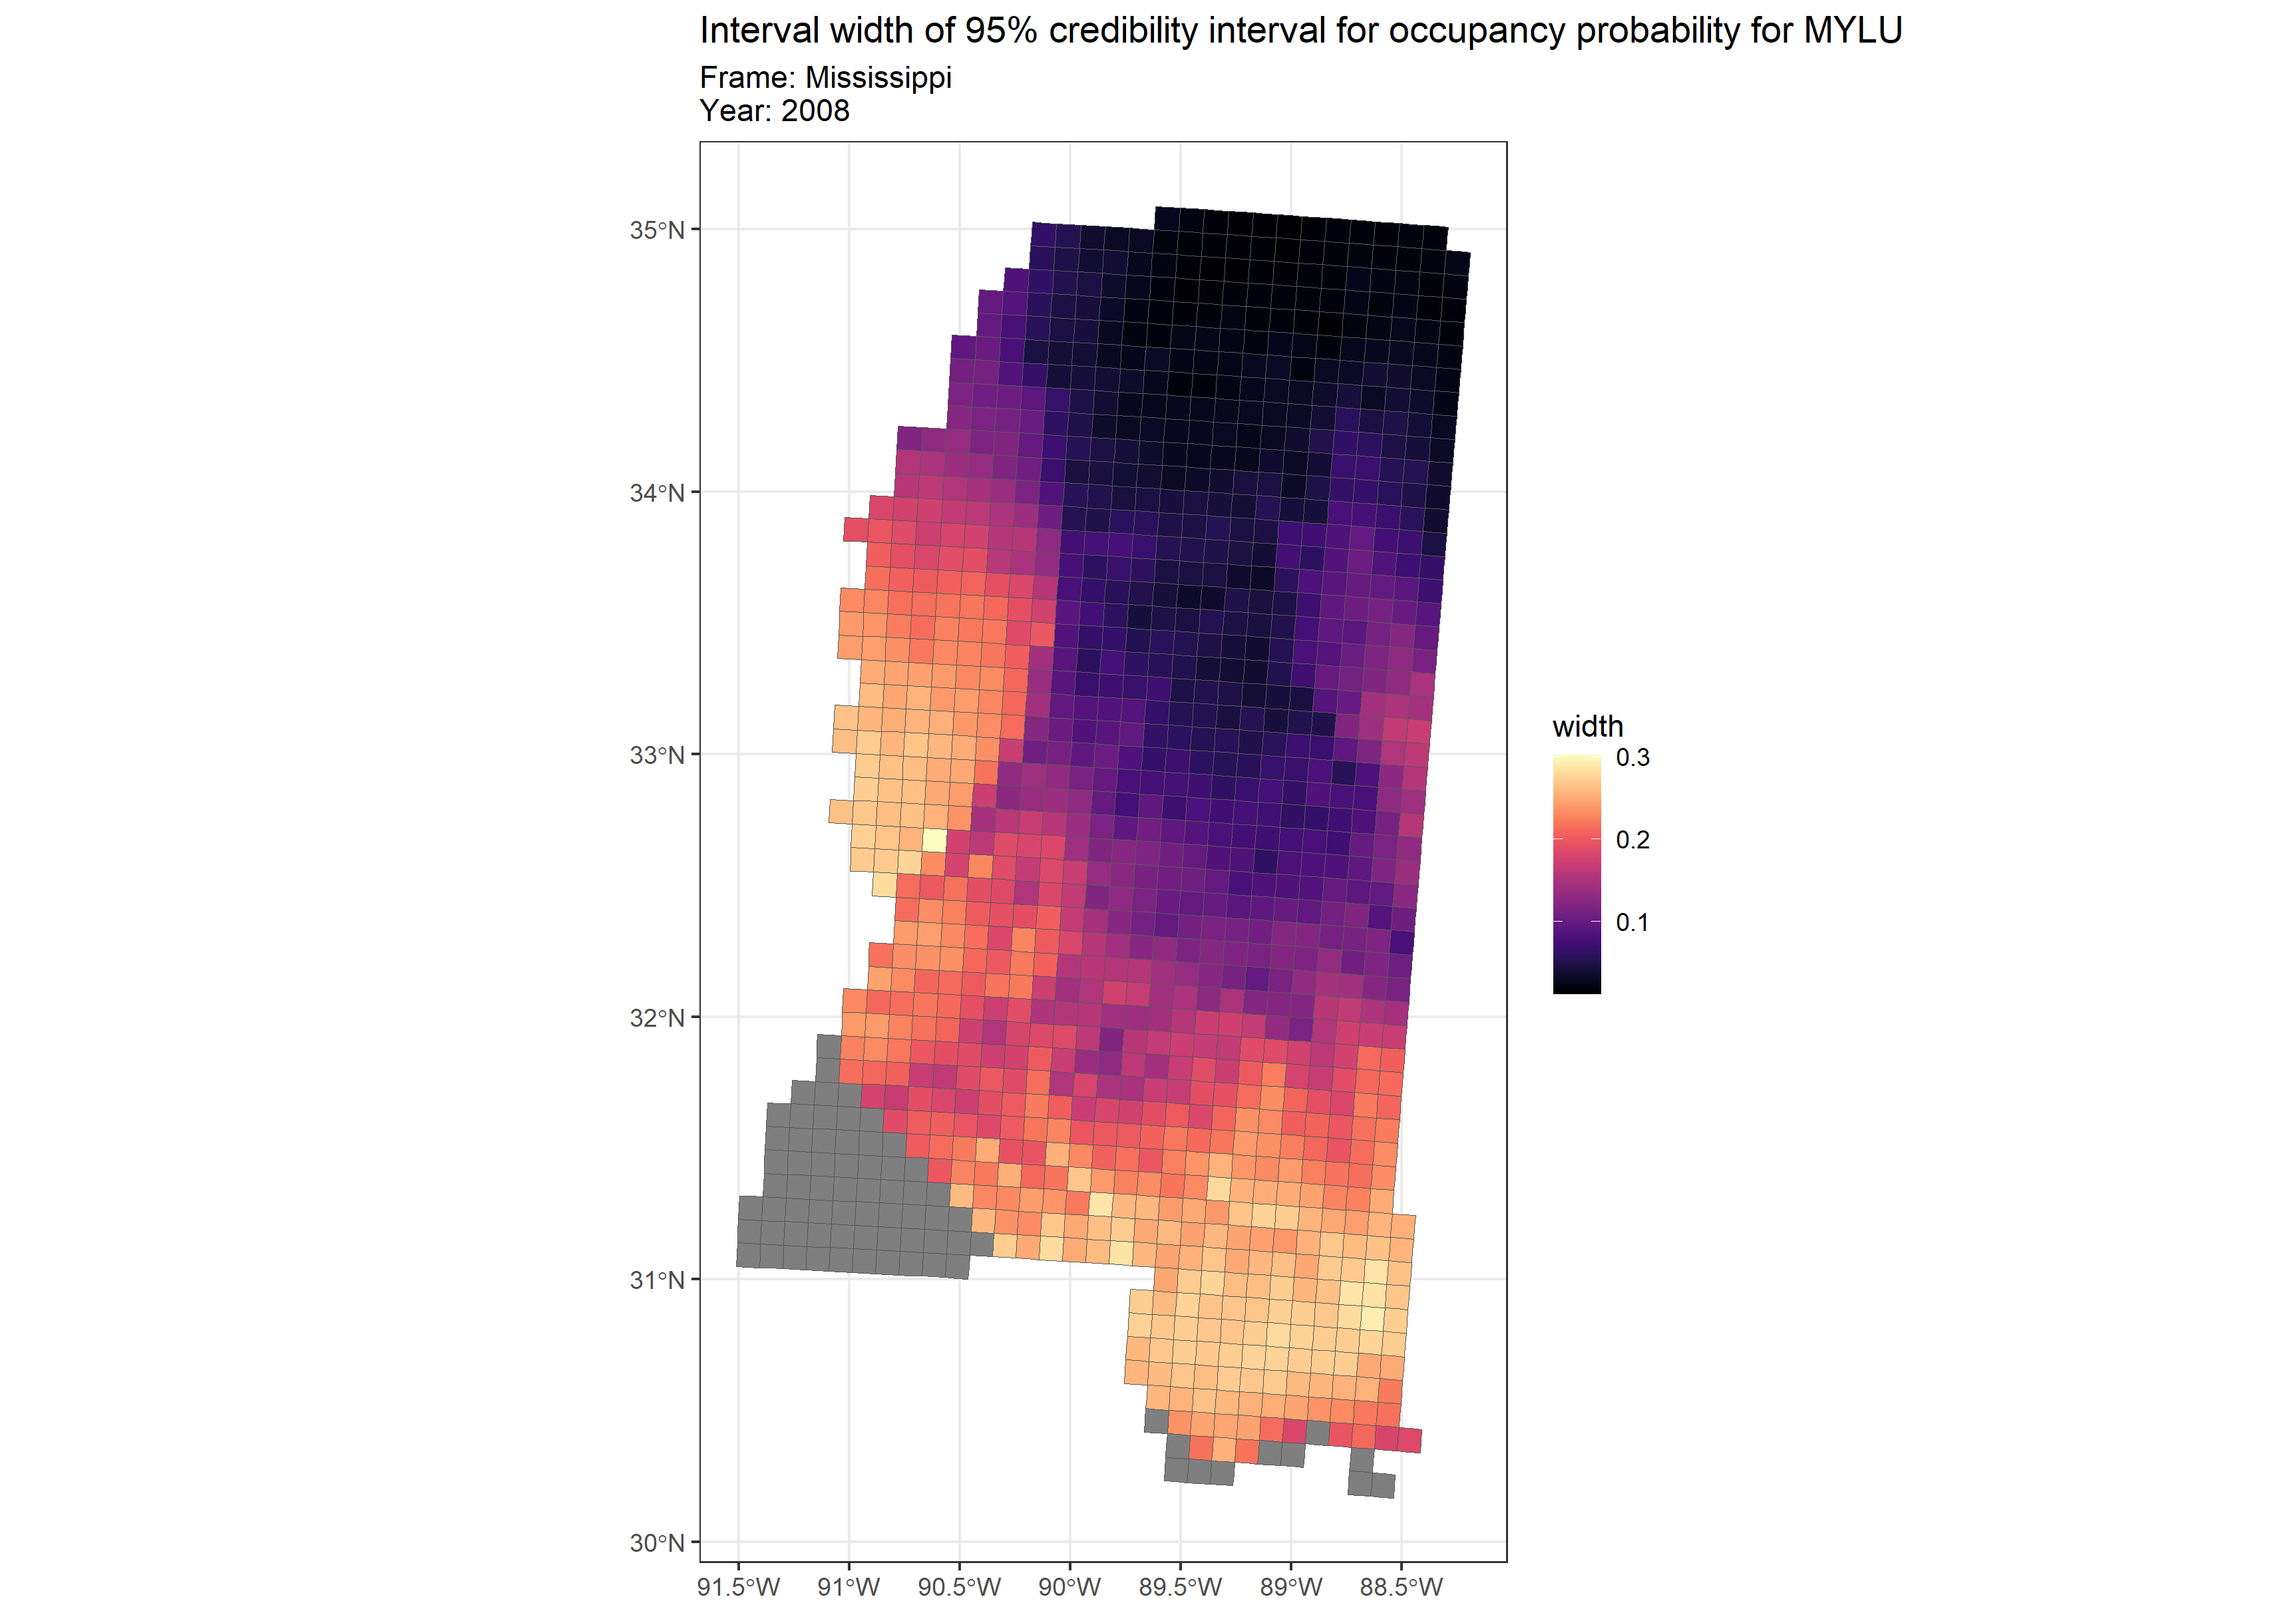 Interval width of 95% credibility interval for occupancy probability for MYLU
Frame: Mississippi
Year: 2008
35°N
34°N
33°N
32°N
31°N
30°N
91.5°W
91°W
90.5°W
90°W
89.5°W
89°W
88.5°W
width
0.3
0.2
0.1